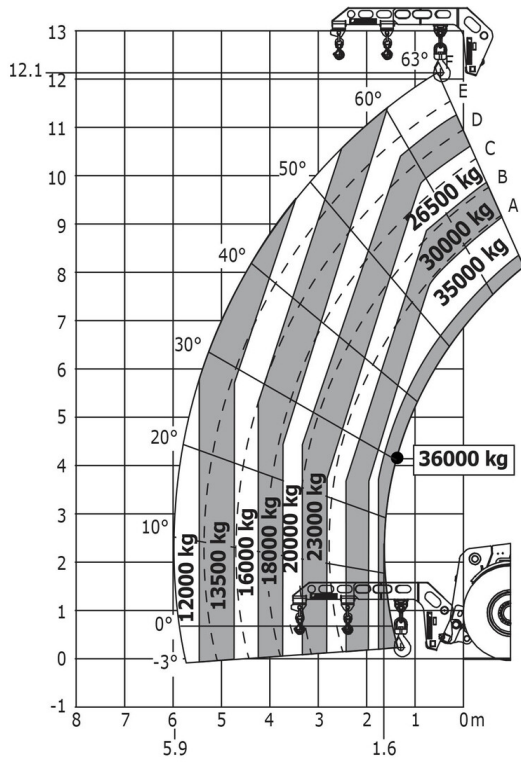 13
12.1
12
11
10
9
8
7
6
5
4
3
2
1
0
-1
63°
F
E
D
C
B
A
60°
50°
40°
30°
20°
10°
0°
-3°
26500 kg
30000 kg
35000 kg
36000 kg
12000 kg
13500 kg
16000 kg
18000 kg
20000 kg
23000 kg
8 7 6 5 4 3 2 1 0m
5.9 1.6